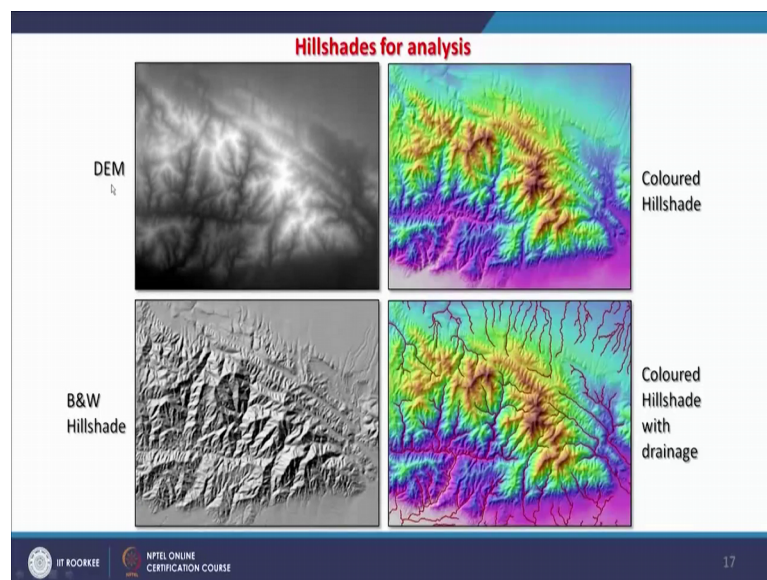 Hillshades for analysis
DEM
Coloured
Hillshade
B&W
Hillshade
Coloured
Hillshade
with
drainage
IIT ROORKEE
NPTEL ONLINE
CERTIFICATION COURSE
17